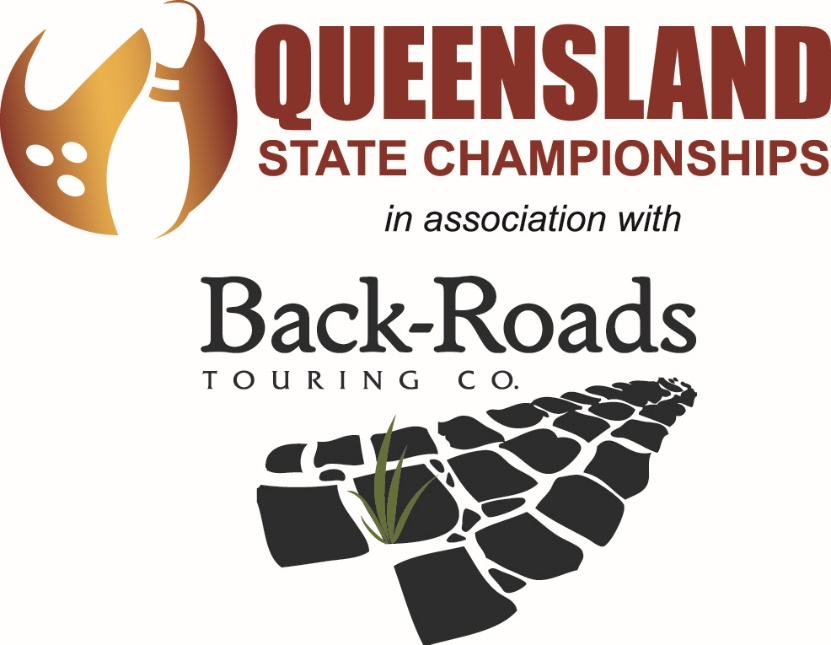 QUEENSLAND
STATE CHAMPIONSHIPS
in association with
Back-Roads
TOURING CO.